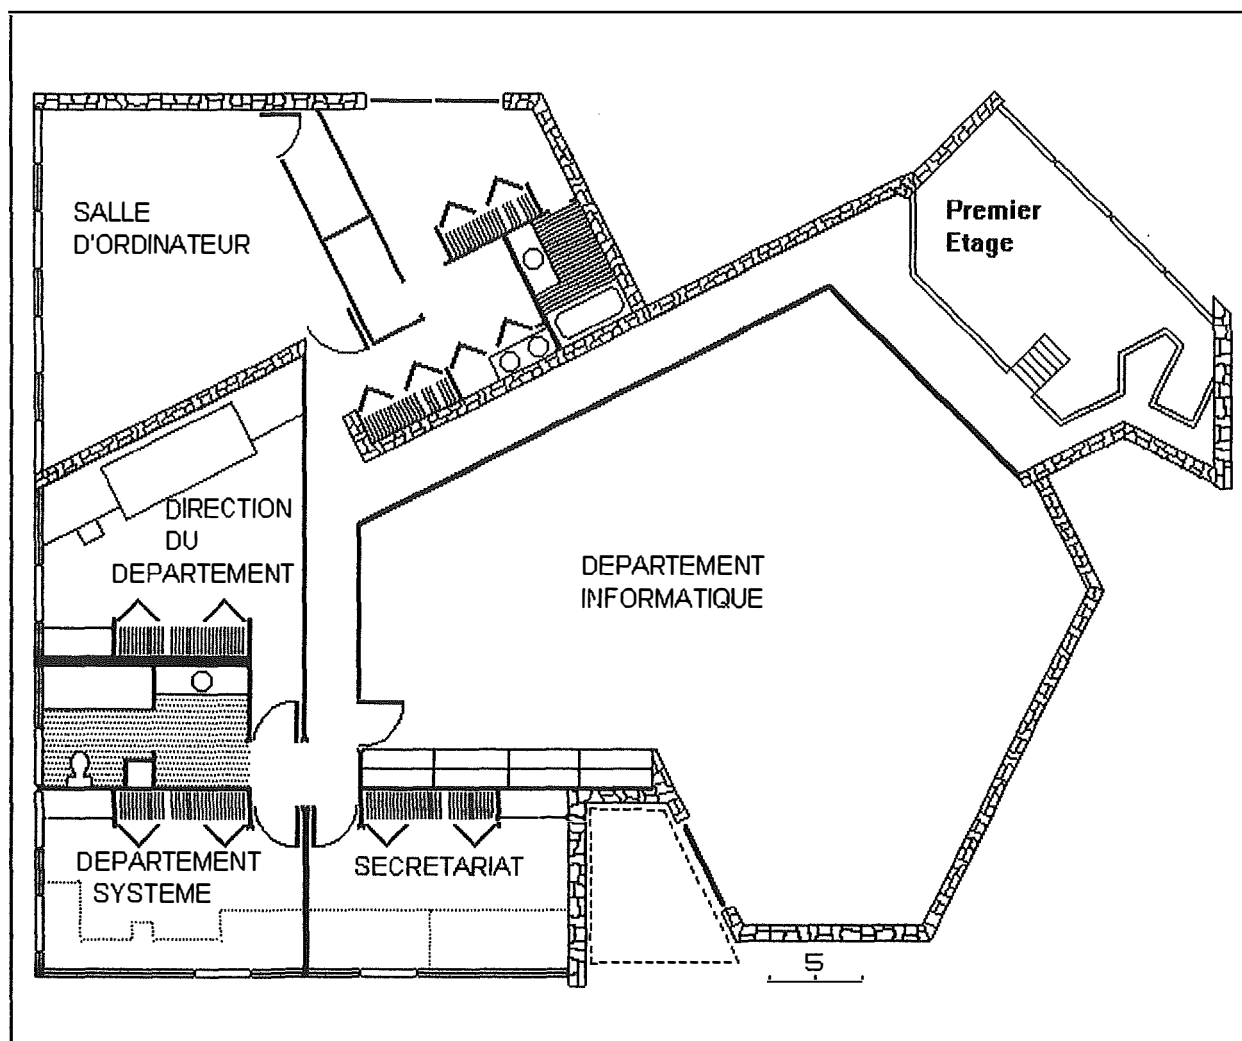 SALLE
D'ORDINATEUR
Premier
Etage
DIRECTION
DU
DEPARTEMENT
DEPARTEMENT
INFORMATIQUE
DEPARTEMENT
SYSTEME
SECRETARIAT
5